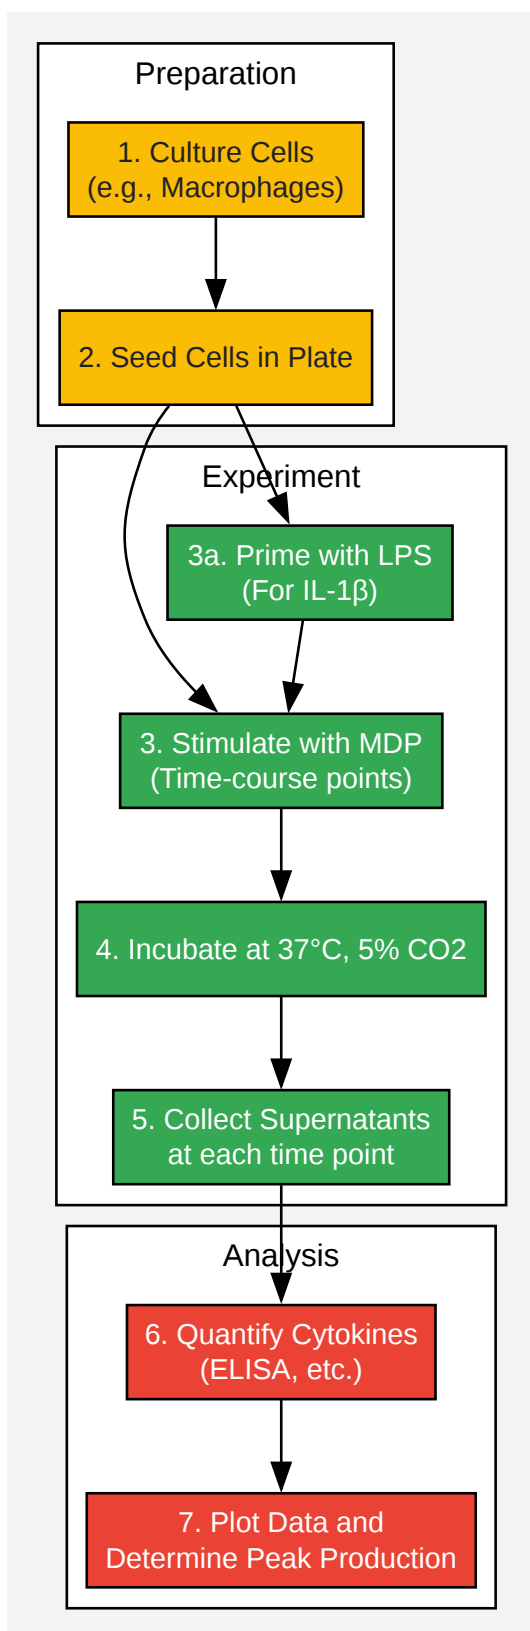 Preparation
1. Culture Cells
(e.g., Macrophages)
2. Seed Cells in Plate
Experiment
3a. Prime with LPS
(For IL-1β)
3. Stimulate with MDP
(Time-course points)
4. Incubate at 37°C, 5% CO2
5. Collect Supernatants
at each time point
Analysis
6. Quantify Cytokines
(ELISA, etc.)
7. Plot Data and
Determine Peak Production